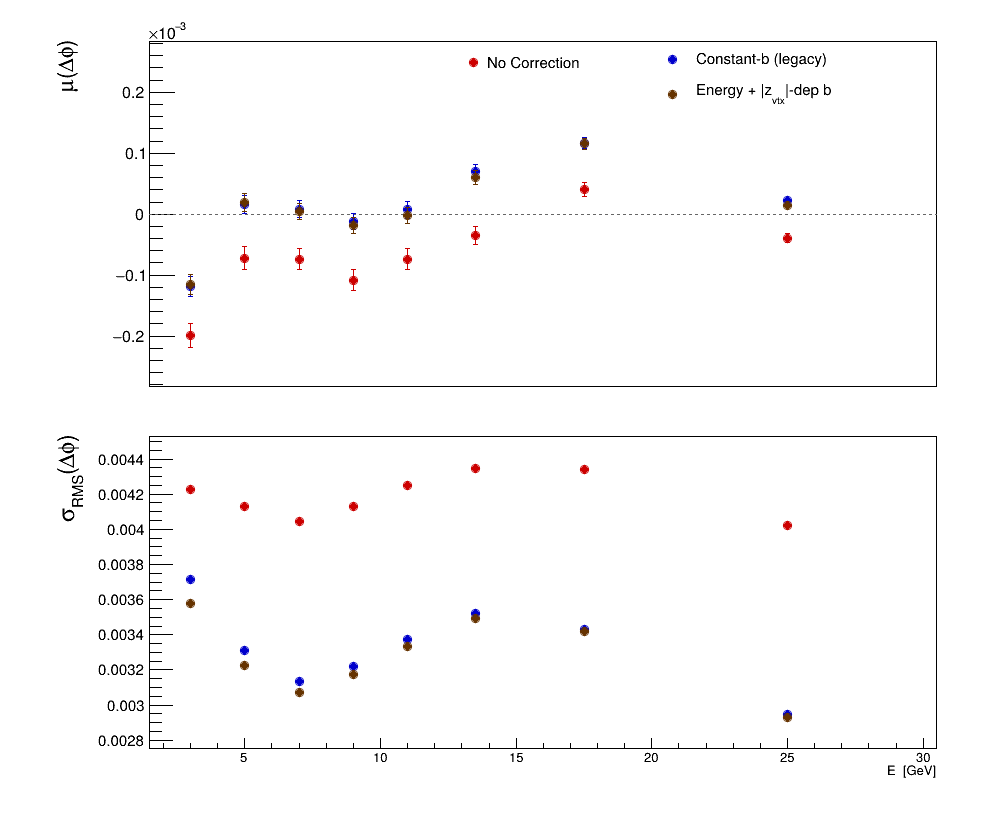 ×10⁻³
μ(Δϕ)
No Correction
Constant-b (legacy)
Energy + |z_vtx|-dep b
0.2
0.1
0
−0.1
−0.2
σ_RMS(Δϕ)
0.0044
0.0042
0.004
0.0038
0.0036
0.0034
0.0032
0.003
0.0028
5 10 15 20 25 30
E [GeV]